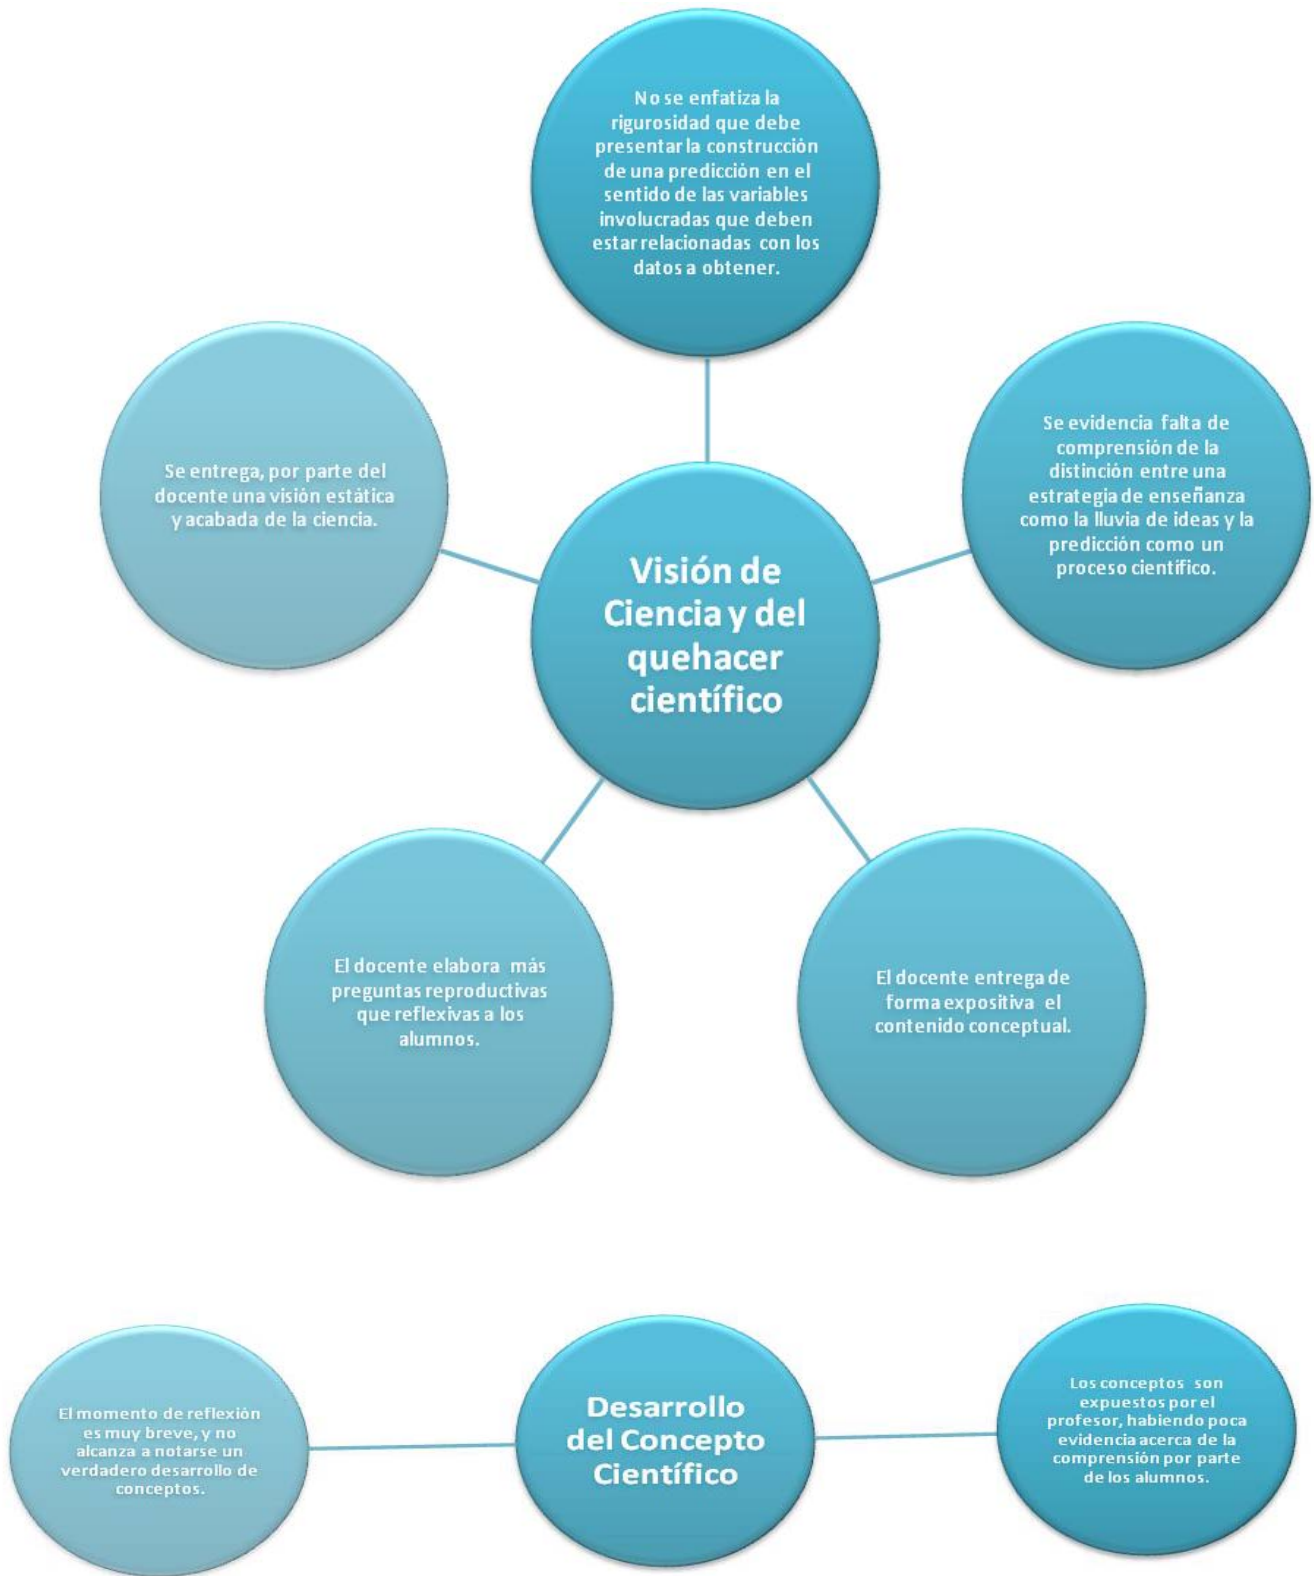 No se enfatiza la
rigurosidad que debe
presentar la construcción
de una predicción en el
sentido de las variables
involucradas que deben
estar relacionadas con los
datos a obtener.
Se entrega, por parte del
docente una visión estática
y acabada de la ciencia.
Se evidencia falta de
comprensión de la
distinción entre una
estrategia de enseñanza
como la lluvia de ideas y la
predicción como un
proceso científico.
Visión de
Ciencia y del
quehacer
científico
El docente elabora más
preguntas reproductivas
que reflexivas a los
alumnos.
El docente entrega de
forma expositiva el
contenido conceptual.
El momento de reflexión
es muy breve, y no
alcanza a notarse un
verdadero desarrollo de
conceptos.
Desarrollo
del Concepto
Científico
Los conceptos son
expuestos por el
profesor, habiendo poca
evidencia acerca de la
comprensión por parte
de los alumnos.